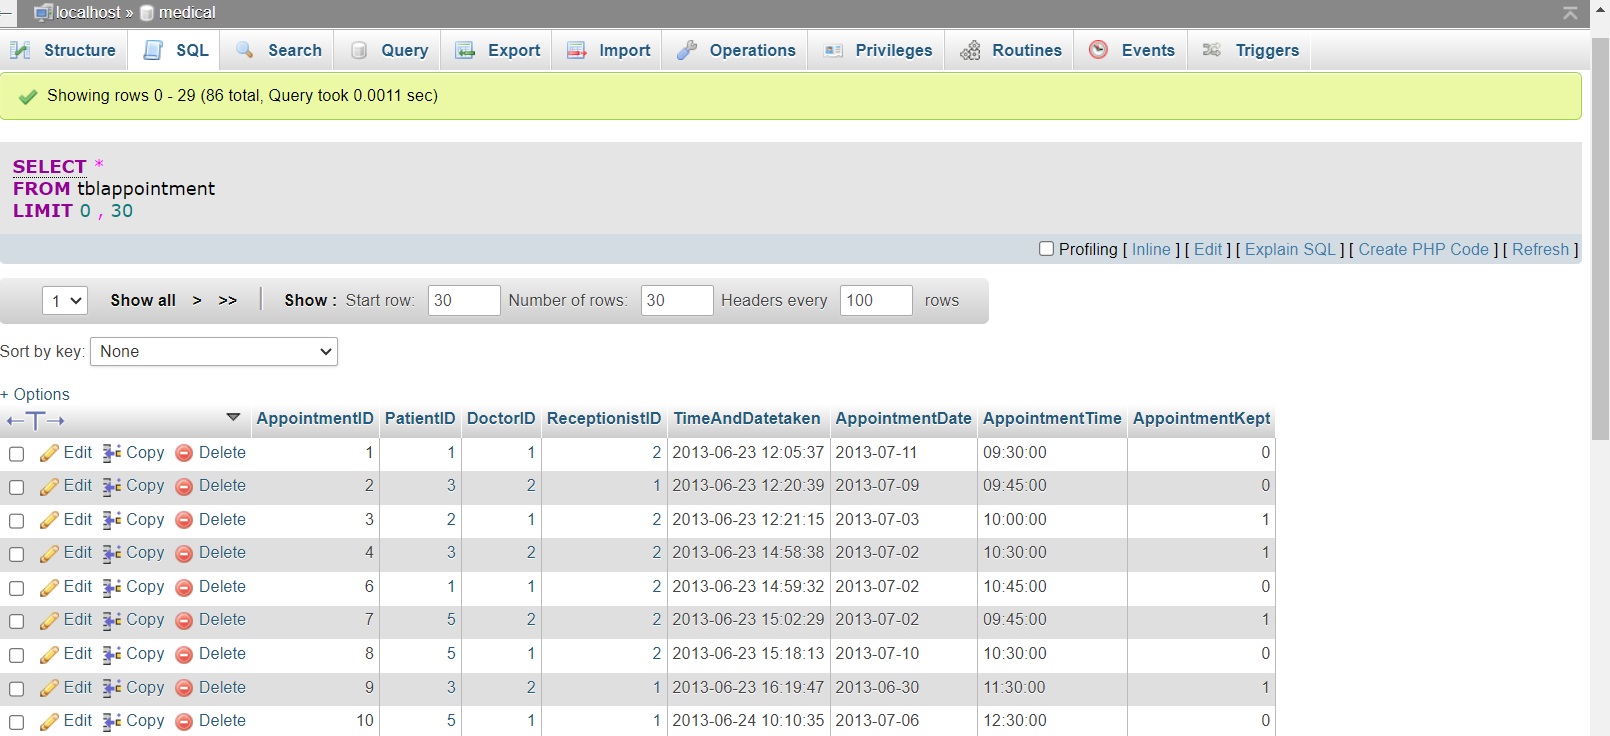 localhost » medical
Structure SQL Search Query Export Import Operations Privileges Routines Events Triggers
Showing rows 0 - 29 (86 total, Query took 0.0011 sec)
SELECT *
FROM tblappointment
LIMIT 0 , 30
Profiling [ Inline ] [ Edit ] [ Explain SQL ] [ Create PHP Code ] [ Refresh ]
1 Show all > >> Show : Start row: 30 Number of rows: 30 Headers every 100 rows
Sort by key: None
+ Options
←T→ AppointmentID PatientID DoctorID ReceptionistID TimeAndDatetaken AppointmentDate AppointmentTime AppointmentKept
Edit Copy Delete 1 1 1 2 2013-06-23 12:05:37 2013-07-11 09:30:00 0
Edit Copy Delete 2 3 2 1 2013-06-23 12:20:39 2013-07-09 09:45:00 0
Edit Copy Delete 3 2 1 2 2013-06-23 12:21:15 2013-07-03 10:00:00 1
Edit Copy Delete 4 3 2 2 2013-06-23 14:58:38 2013-07-02 10:30:00 1
Edit Copy Delete 6 1 1 2 2013-06-23 14:59:32 2013-07-02 10:45:00 0
Edit Copy Delete 7 5 2 2 2013-06-23 15:02:29 2013-07-02 09:45:00 1
Edit Copy Delete 8 5 1 2 2013-06-23 15:18:13 2013-07-10 10:30:00 0
Edit Copy Delete 9 3 2 1 2013-06-23 16:19:47 2013-06-30 11:30:00 1
Edit Copy Delete 10 5 1 1 2013-06-24 10:10:35 2013-07-06 12:30:00 0